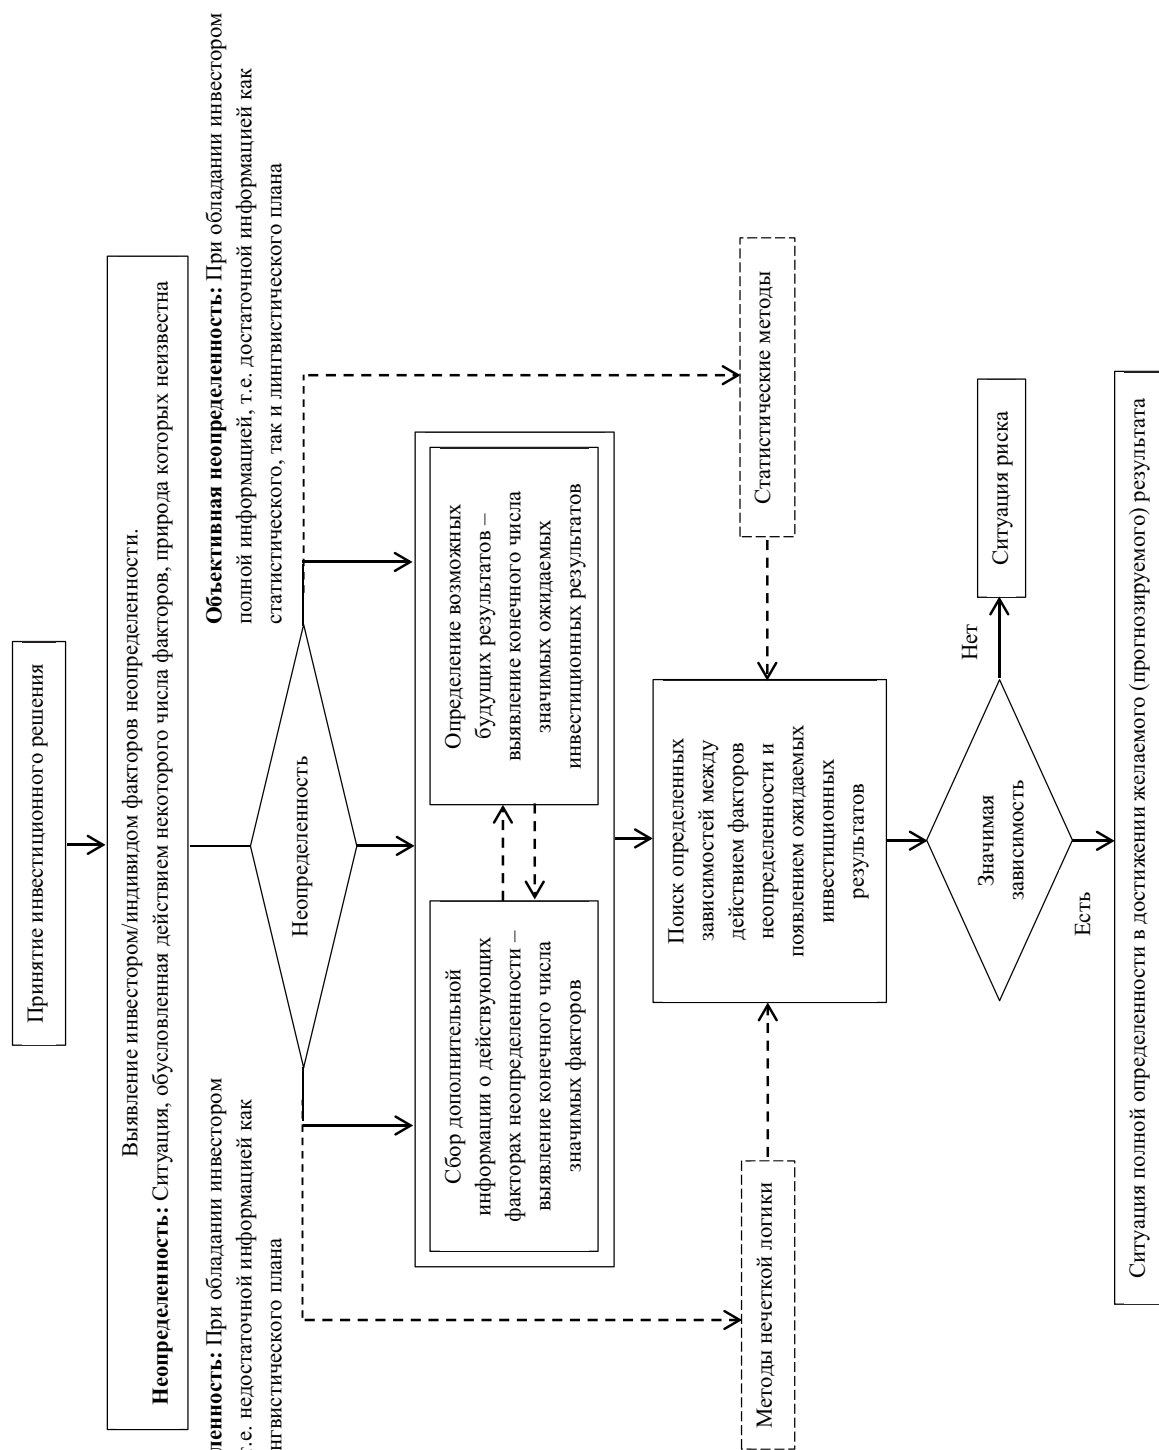 Принятие инвестиционного решения
Выявление инвестором/индивидом факторов неопределенности.
Неопределенность: Ситуация, обусловленная действием некоторого числа факторов, природа которых неизвестна
ленность: При обладании инвестором
т.е. недостаточной информацией как
нгвистического плана
Объективная неопределенность: При обладании инвестором
полной информацией, т.е. достаточной информацией как
статистического, так и лингвистического плана
Неопределенность
Сбор дополнительной
информации о действующих
факторах неопределенности –
выявление конечного числа
значимых факторов
Определение возможных
будущих результатов –
выявление конечного числа
значимых ожидаемых
инвестиционных результатов
Методы нечеткой логики
Поиск определенных
зависимостей между
действием факторов
неопределенности и
появлением ожидаемых
инвестиционных
результатов
Статистические методы
Значимая
зависимость
Нет
Ситуация риска
Есть
Ситуация полной определенности в достижении желаемого (прогнозируемого) результата